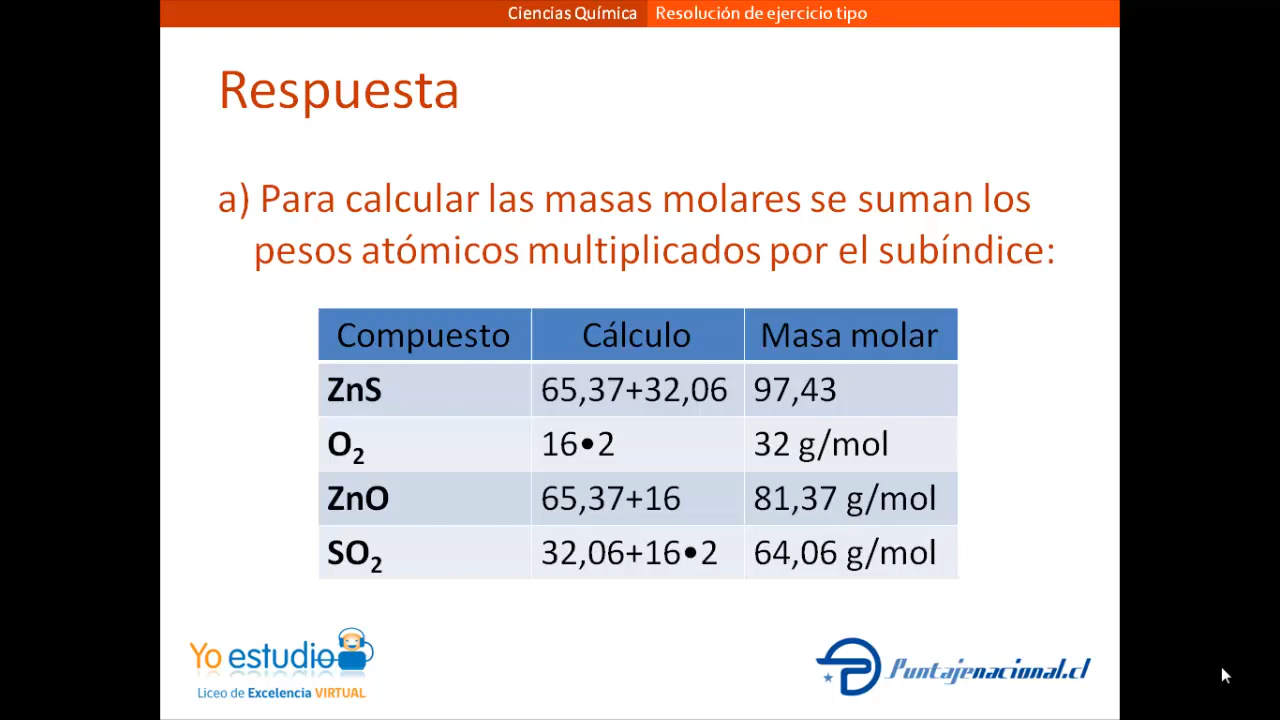 Ciencias Química Resolución de ejercicio tipo
Respuesta
a) Para calcular las masas molares se suman los
pesos atómicos multiplicados por el subíndice:
Compuesto Cálculo Masa molar
ZnS 65,37+32,06 97,43
O₂ 16•2 32 g/mol
ZnO 65,37+16 81,37 g/mol
SO₂ 32,06+16•2 64,06 g/mol
Yo estudio
Liceo de Excelencia VIRTUAL
Puntajenacional.cl